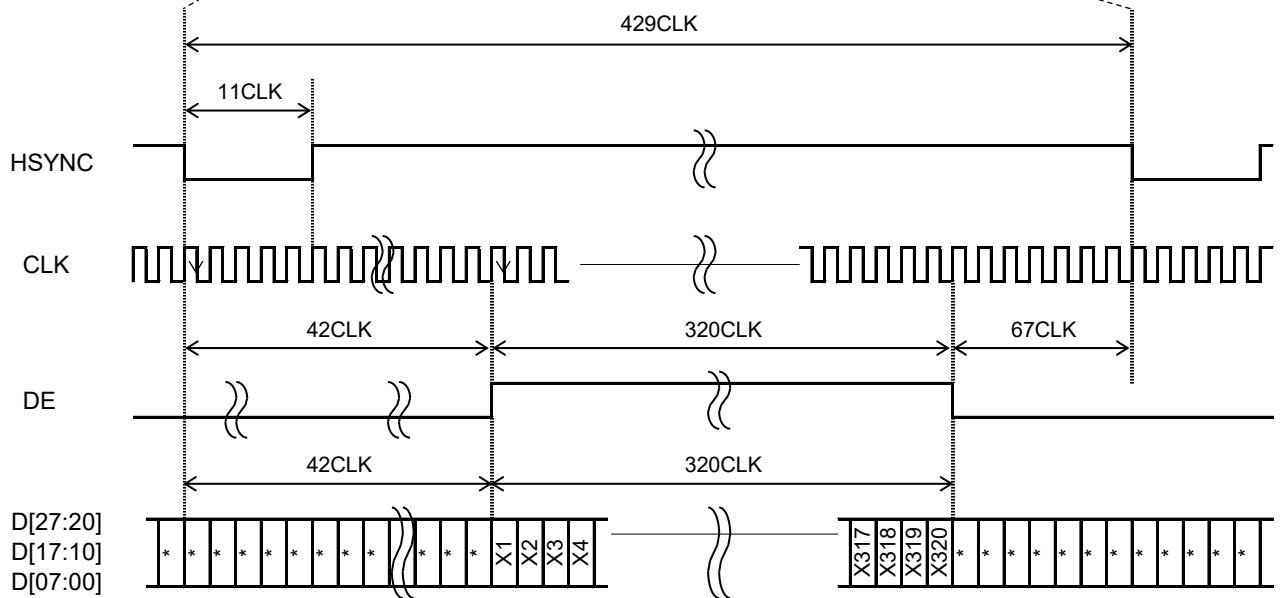 429CLK
11CLK
HSYNC
CLK
42CLK 320CLK 67CLK
DE
42CLK 320CLK
D[27:20]
D[17:10]
D[07:00]
* * * * * * * * * * * * X1 X2 X3 X4 X317 X318 X319 X320 * * * * * * * * * * * *